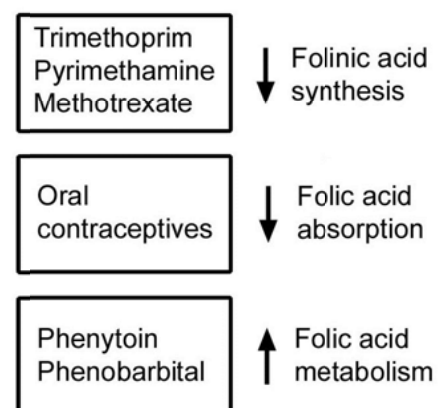 Trimethoprim
Pyrimethamine
Methotrexate
Folinic acid
synthesis
Oral
contraceptives
Folic acid
absorption
Phenytoin
Phenobarbital
Folic acid
metabolism